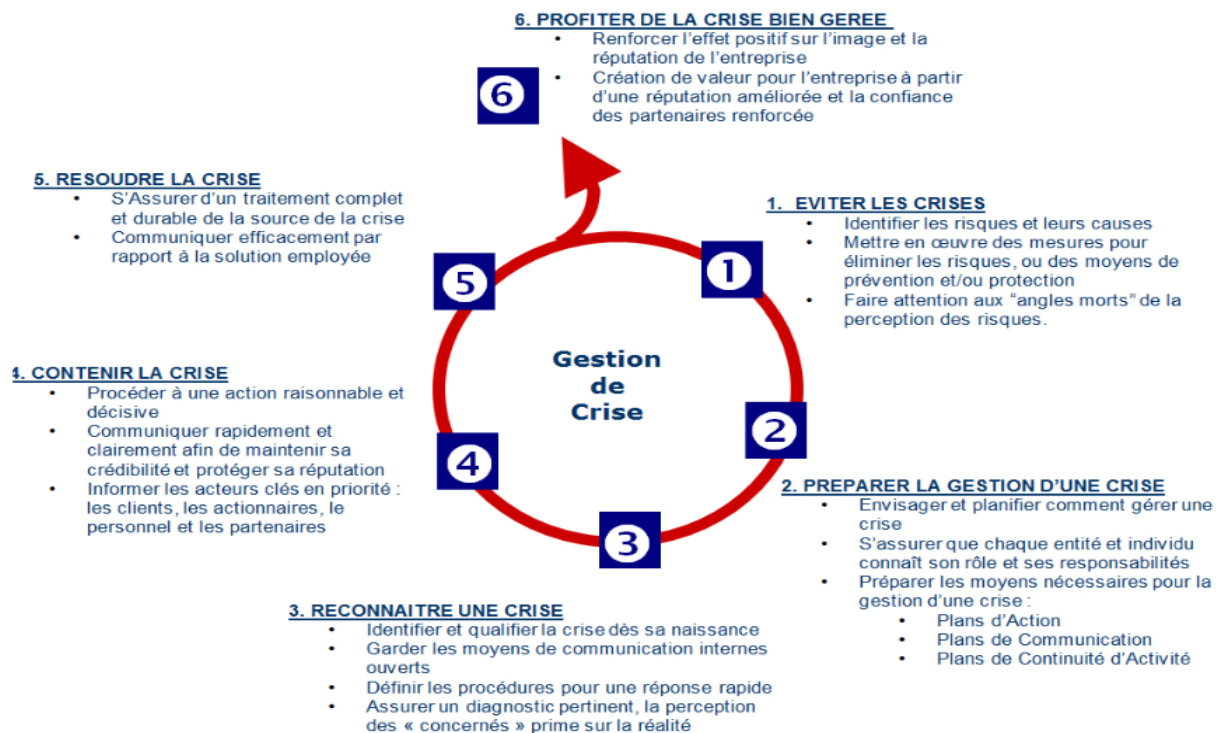 6. PROFITER DE LA CRISE BIEN GEREE
• Renforcer l'effet positif sur l'image et la
réputation de l'entreprise
• Création de valeur pour l'entreprise à partir
d'une réputation améliorée et la confiance
des partenaires renforcée
6
5. RESOUDRE LA CRISE
• S'Assurer d'un traitement complet
et durable de la source de la crise
• Communiquer efficacement par
rapport à la solution employée
1. EVITER LES CRISES
• Identifier les risques et leurs causes
• Mettre en œuvre des mesures pour
éliminer les risques, ou des moyens de
prévention et/ou protection
• Faire attention aux "angles morts" de la
perception des risques.
5
1
Gestion
de
Crise
4. CONTENIR LA CRISE
• Procéder à une action raisonnable et
décisive
• Communiquer rapidement et
clairement afin de maintenir sa
crédibilité et protéger sa réputation
• Informer les acteurs clés en priorité :
les clients, les actionnaires, le
personnel et les partenaires
4
2
3
2. PREPARER LA GESTION D'UNE CRISE
• Envisager et planifier comment gérer une
crise
• S'assurer que chaque entité et individu
connaît son rôle et ses responsabilités
• Préparer les moyens nécessaires pour la
gestion d'une crise :
• Plans d'Action
• Plans de Communication
• Plans de Continuité d'Activité
3. RECONNAITRE UNE CRISE
• Identifier et qualifier la crise dès sa naissance
• Garder les moyens de communication internes
ouverts
• Définir les procédures pour une réponse rapide
• Assurer un diagnostic pertinent, la perception
des « concernés » prime sur la réalité